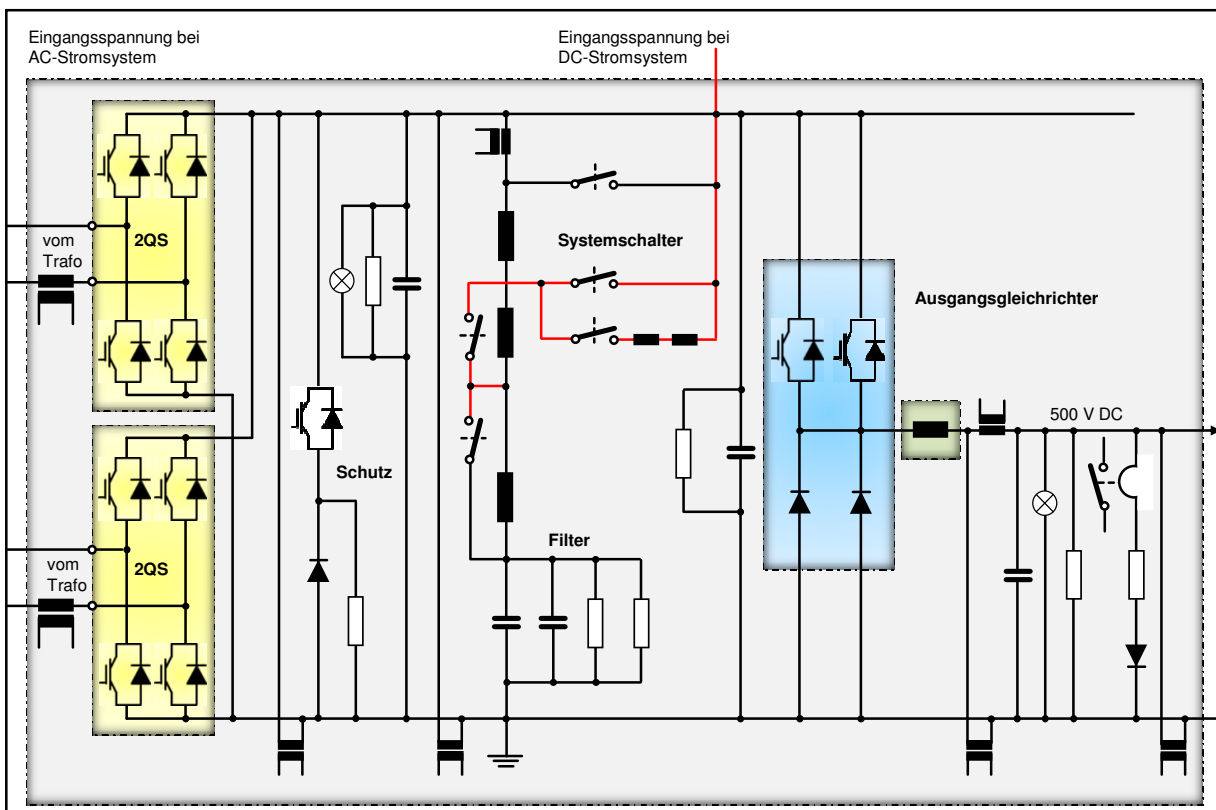 Eingangsspannung bei
AC-Stromsystem
Eingangsspannung bei
DC-Stromsystem
vom
Trafo
2QS
Systemschalter
Ausgangsgleichrichter
500 V DC
Schutz
Filter
vom
Trafo
2QS